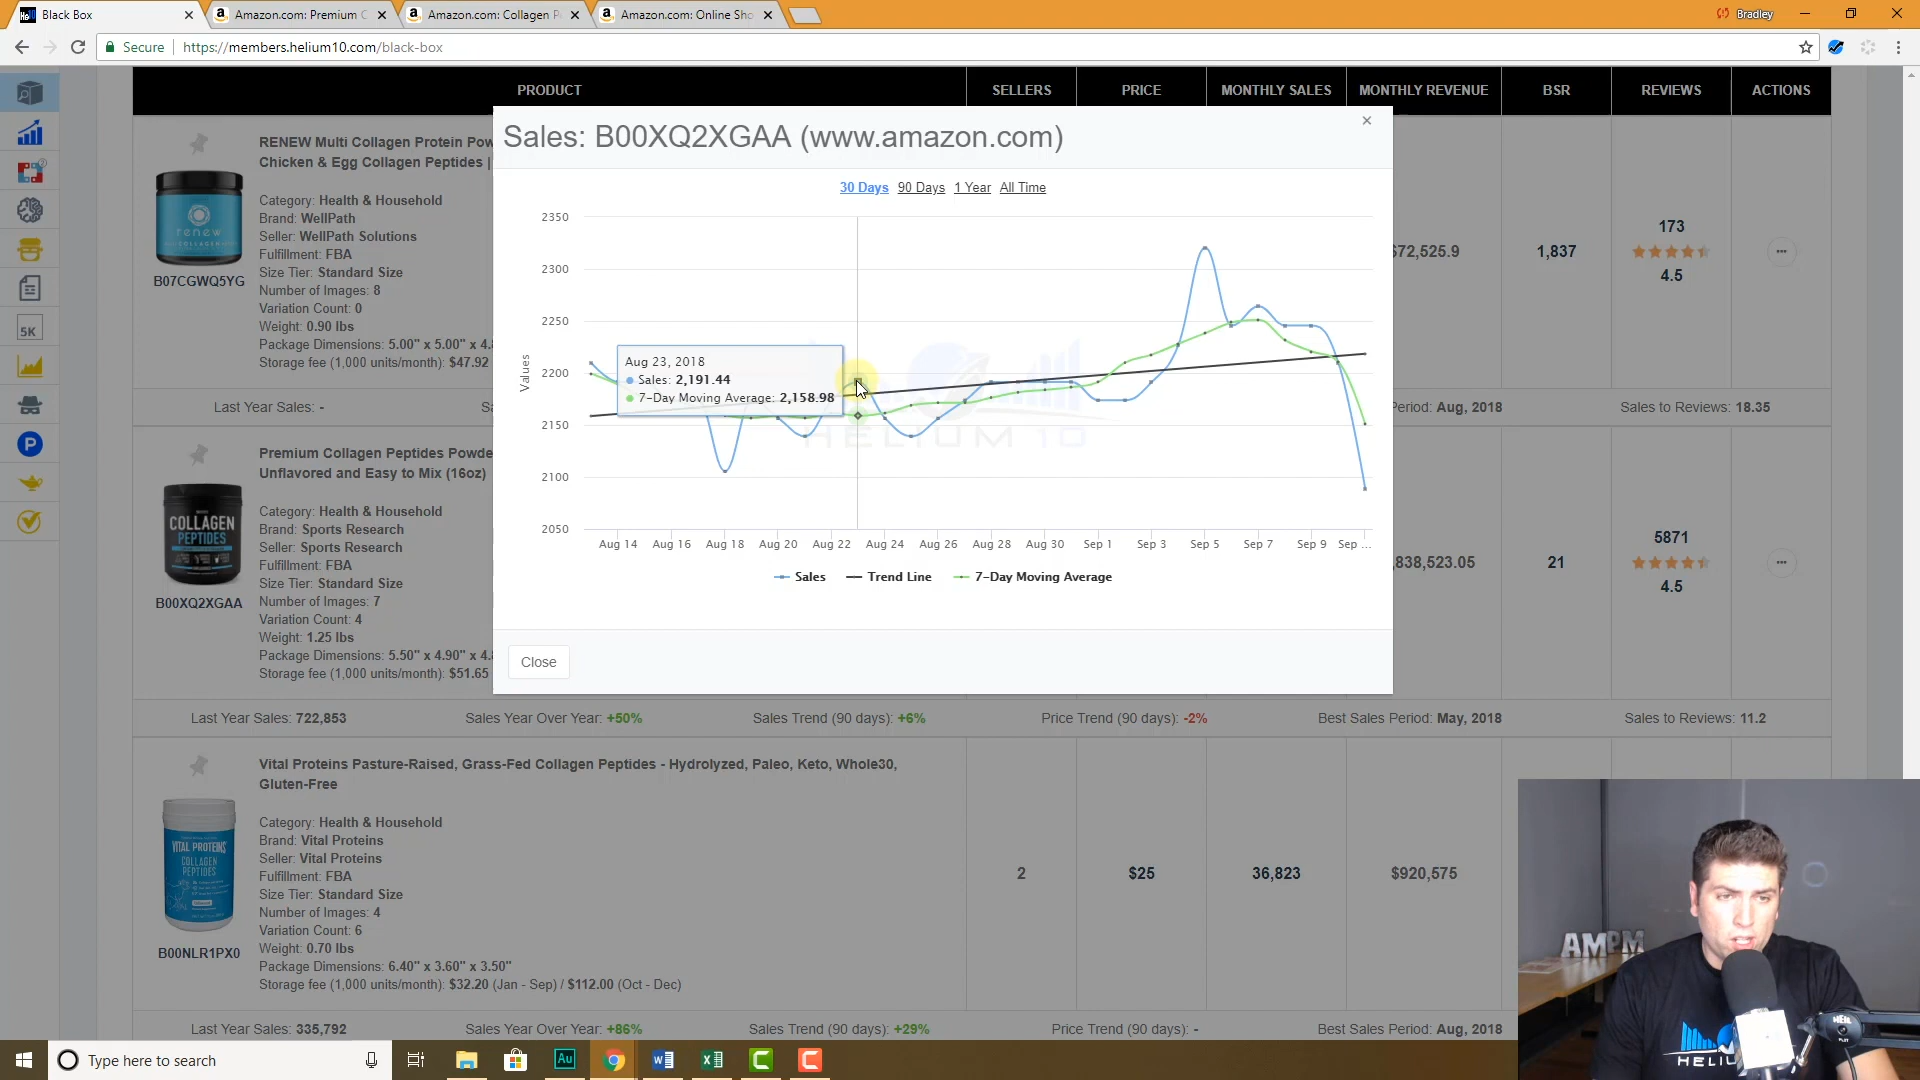 Black Box
Amazon.com: Premium C
Amazon.com: Collagen P
Amazon.com: Online Sho
Bradley
Secure
https://members.helium10.com/black-box
PRODUCT
SELLERS
PRICE
MONTHLY SALES
MONTHLY REVENUE
BSR
REVIEWS
ACTIONS
5K
RENEW Multi Collagen Protein Pow
Chicken & Egg Collagen Peptides |
Category: Health & Household
Brand: WellPath
Seller: WellPath Solutions
Fulfillment: FBA
Size Tier: Standard Size
Number of Images: 8
Variation Count: 0
Weight: 0.90 lbs
Package Dimensions: 5.00" x 5.00" x 4.8
Storage fee (1,000 units/month): $47.92
renew
B07CGWQ5YG
$72,525.9
1,837
173
4.5
Last Year Sales: -
Sa
Period: Aug, 2018
Sales to Reviews: 18.35
Sales: B00XQ2XGAA (www.amazon.com)
×
30 Days
90 Days
1 Year
All Time
Values
2350
2300
2250
2200
2150
2100
2050
Aug 23, 2018
Sales: 2,191.44
7-Day Moving Average: 2,158.98
HELIUM 10
Aug 14
Aug 16
Aug 18
Aug 20
Aug 22
Aug 24
Aug 26
Aug 28
Aug 30
Sep 1
Sep 3
Sep 5
Sep 7
Sep 9
Sep ...
Sales
Trend Line
7-Day Moving Average
Close
Premium Collagen Peptides Powde
Unflavored and Easy to Mix (16oz)
Category: Health & Household
Brand: Sports Research
Seller: Sports Research
Fulfillment: FBA
Size Tier: Standard Size
Number of Images: 7
Variation Count: 4
Weight: 1.25 lbs
Package Dimensions: 5.50" x 4.90" x 4.8
Storage fee (1,000 units/month): $51.65
COLLAGEN
PEPTIDES
B00XQ2XGAA
,838,523.05
21
5871
4.5
Last Year Sales: 722,853
Sales Year Over Year: +50%
Sales Trend (90 days): +6%
Price Trend (90 days): -2%
Best Sales Period: May, 2018
Sales to Reviews: 11.2
Vital Proteins Pasture-Raised, Grass-Fed Collagen Peptides - Hydrolyzed, Paleo, Keto, Whole30,
Gluten-Free
Category: Health & Household
Brand: Vital Proteins
Seller: Vital Proteins
Fulfillment: FBA
Size Tier: Standard Size
Number of Images: 4
Variation Count: 6
Weight: 0.70 lbs
Package Dimensions: 6.40" x 3.60" x 3.50"
Storage fee (1,000 units/month): $32.20 (Jan - Sep) / $112.00 (Oct - Dec)
VITAL PROTEINS
COLLAGEN
PEPTIDES
B00NLR1PX0
2
$25
36,823
$920,575
Last Year Sales: 335,792
Sales Year Over Year: +86%
Sales Trend (90 days): +29%
Price Trend (90 days): -
Best Sales Period: Aug, 2018
AMPM
HELIU
Type here to search
Au